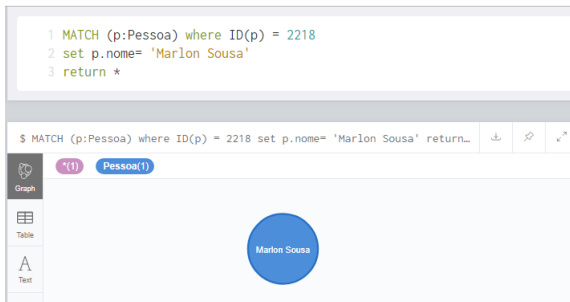 1 MATCH (p:Pessoa) where ID(p) = 2218
2 set p.nome= 'Marlon Sousa'
3 return *
$ MATCH (p:Pessoa) where ID(p) = 2218 set p.nome= 'Marlon Sousa' return…
*(1) Pessoa(1)
Graph
Table
Marlon Sousa
A
Text